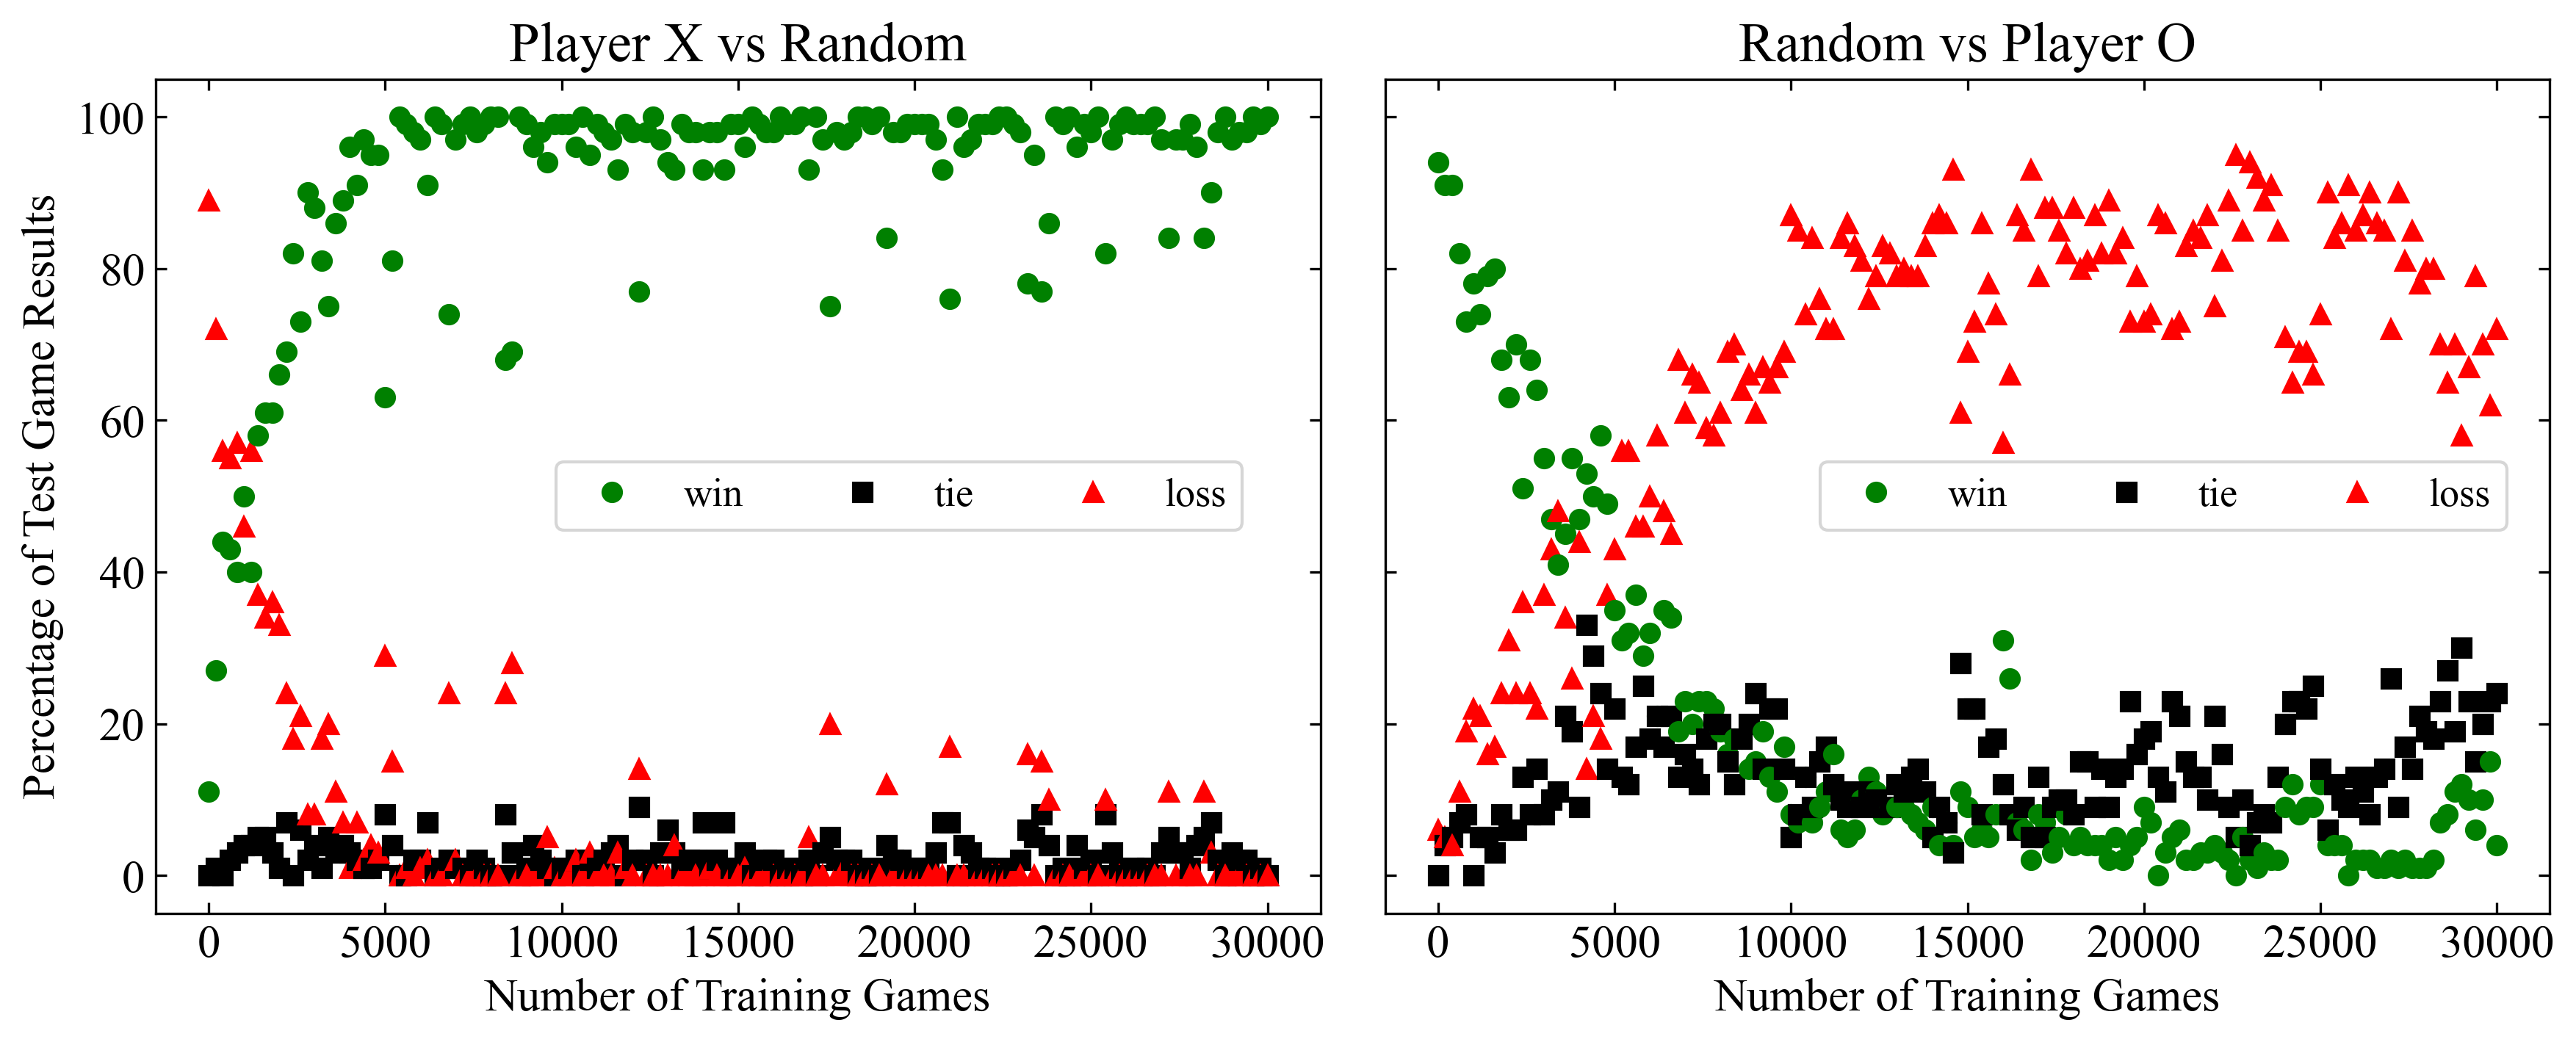 Player X vs Random
Random vs Player O
Percentage of Test Game Results
100
80
60
40
20
0
win tie loss
win tie loss
0 5000 10000 15000 20000 25000 30000
0 5000 10000 15000 20000 25000 30000
Number of Training Games
Number of Training Games